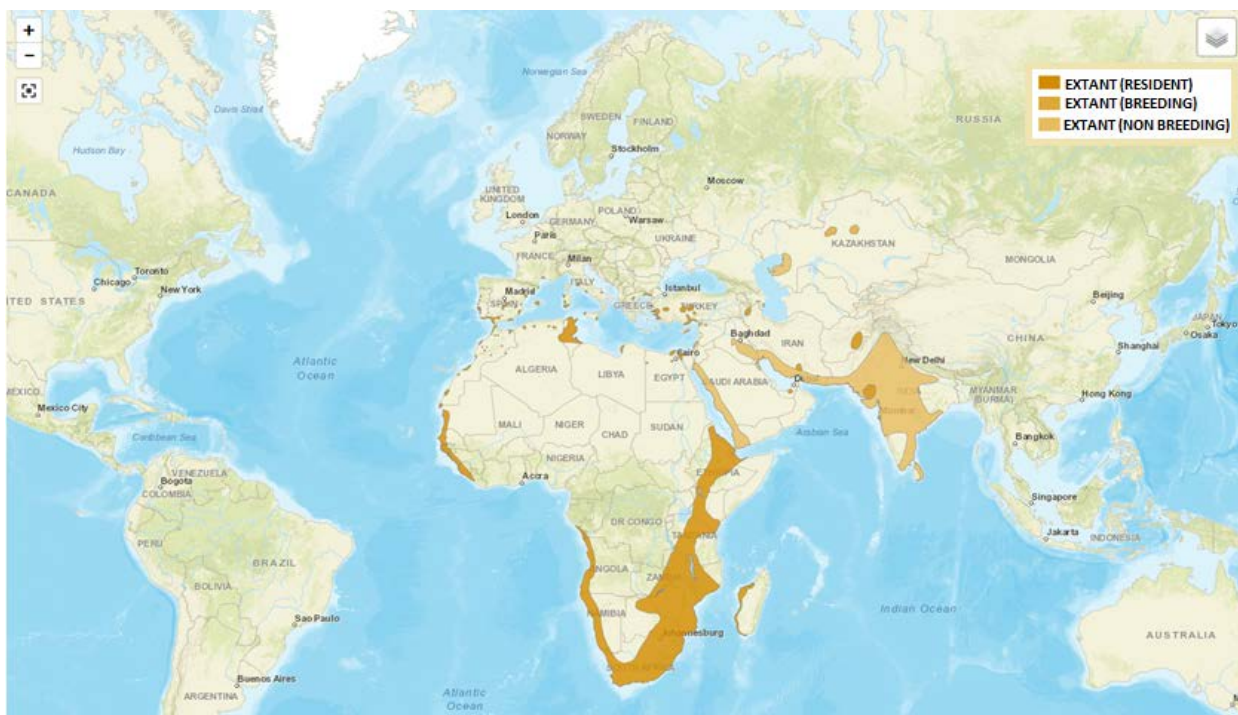 +
−
EXTANT (RESIDENT)
EXTANT (BREEDING)
EXTANT (NON BREEDING)
Norwegian Sea
Davis Strait
Hudson Bay
CANADA
SWEDEN
FINLAND
NORWAY
RUSSIA
Stockholm
Moscow
UNITED
KINGDOM
London
POLAND
Warsaw
GERMANY
Paris
UKRAINE
FRANCE
KAZAKHSTAN
MONGOLIA
Milan
ITALY
Toronto
Chicago
New York
Madrid
SPAIN
Istanbul
GREECE
TURKEY
Beijing
JAPAN
Tokyo
Osaka
Baghdad
IRAN
CHINA
Shanghai
Atlantic
Ocean
Cairo
New Delhi
ALGERIA
LIBYA
EGYPT
SAUDI ARABIA
MYANMAR
(BURMA)
Hong Kong
MEXICO
Mexico City
Caribbean Sea
MALI
NIGER
CHAD
SUDAN
Mumbai
Arabian Sea
Bangkok
VENEZUELA
Bogota
COLOMBIA
NIGERIA
Accra
ETHIOPIA
Singapore
DR CONGO
TANZANIA
Jakarta
INDONESIA
PERU
BRAZIL
BOLIVIA
ANGOLA
NAMIBIA
Sao Paulo
Johannesburg
SOUTH AFRICA
Indian Ocean
AUSTRALIA
Buenos Aires
ARGENTINA
Atlantic
Ocean